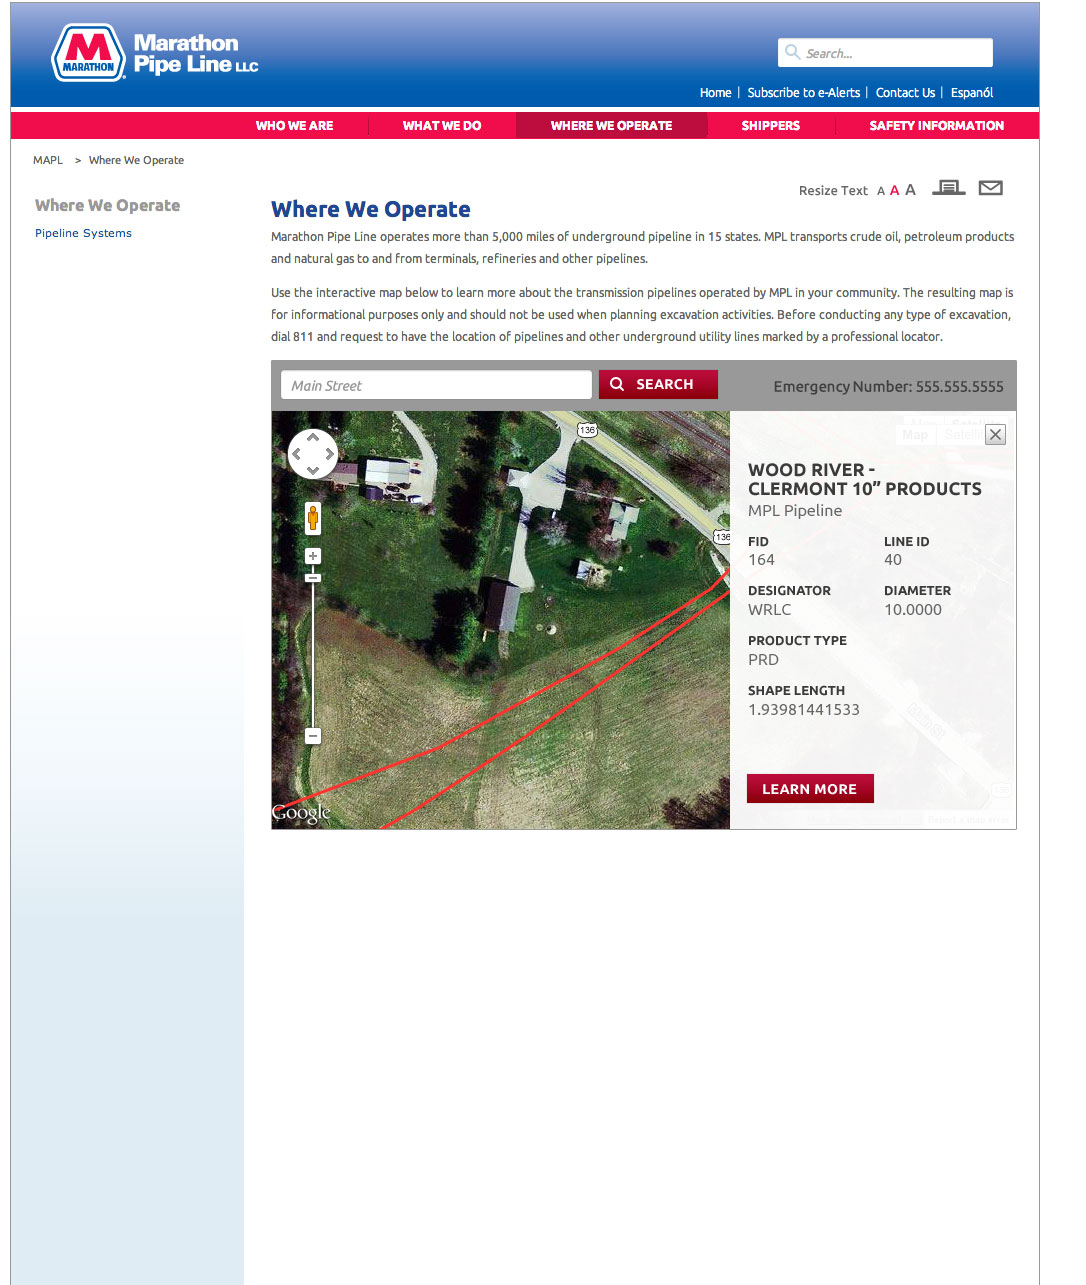 Marathon
Pipe Line LLC
MARATHON
Search...
Home | Subscribe to e-Alerts | Contact Us | Espanól
WHO WE ARE
WHAT WE DO
WHERE WE OPERATE
SHIPPERS
SAFETY INFORMATION
MAPL > Where We Operate
Resize Text A A A
Where We Operate
Pipeline Systems
Where We Operate
Marathon Pipe Line operates more than 5,000 miles of underground pipeline in 15 states. MPL transports crude oil, petroleum products
and natural gas to and from terminals, refineries and other pipelines.
Use the interactive map below to learn more about the transmission pipelines operated by MPL in your community. The resulting map is
for informational purposes only and should not be used when planning excavation activities. Before conducting any type of excavation,
dial 811 and request to have the location of pipelines and other underground utility lines marked by a professional locator.
Main Street
SEARCH
Emergency Number: 555.555.5555
136
136
Google
Map
WOOD RIVER -
CLERMONT 10” PRODUCTS
MPL Pipeline
FID
LINE ID
164
40
DESIGNATOR
DIAMETER
WRLC
10.0000
PRODUCT TYPE
PRD
SHAPE LENGTH
1.93981441533
LEARN MORE
Report a map error